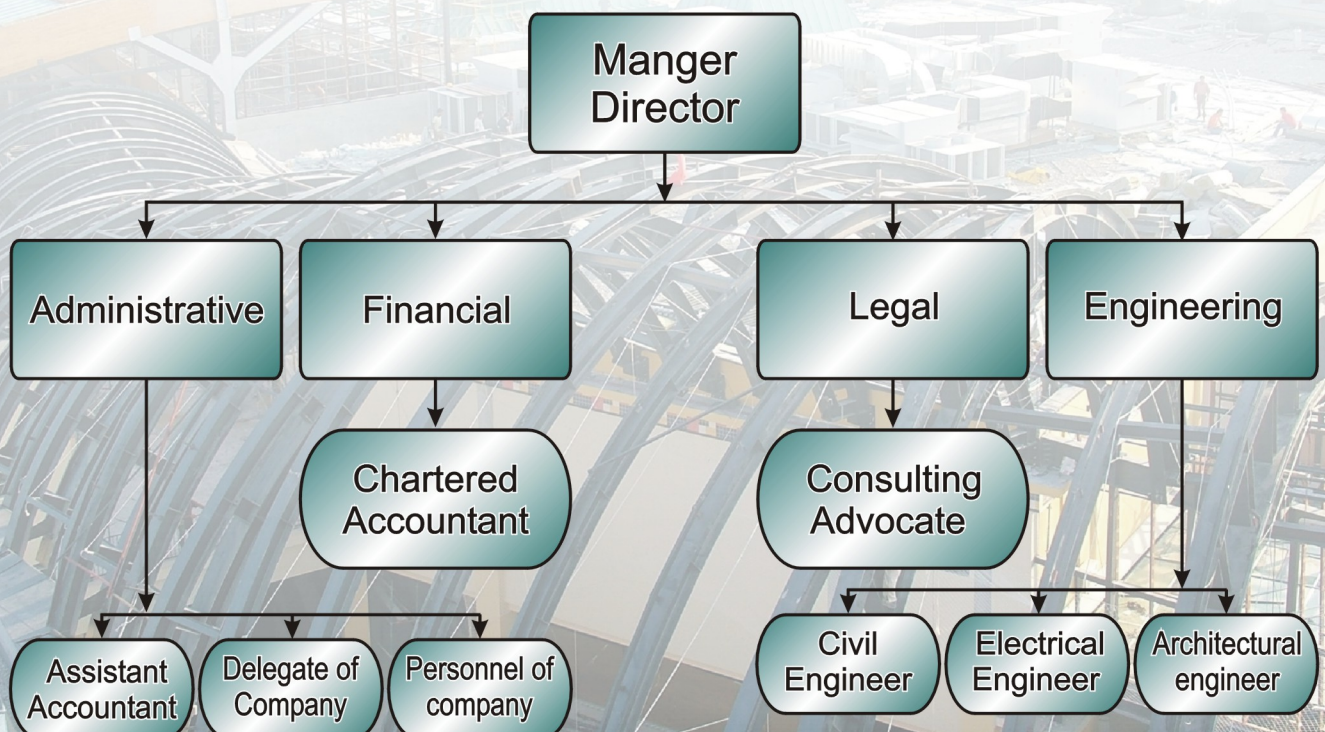 Manger
Director
Administrative
Financial
Legal
Engineering
Chartered
Accountant
Consulting
Advocate
Assistant
Accountant
Delegate of
Company
Personnel of
company
Civil
Engineer
Electrical
Engineer
Architectural
engineer